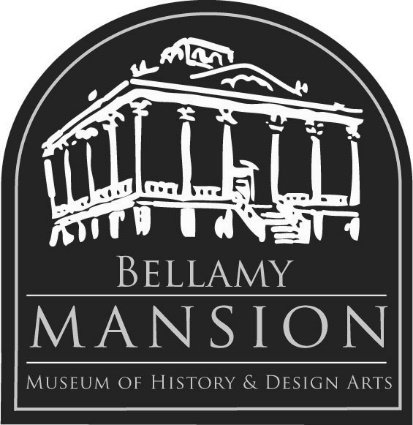 Bellamy
MANSION
Museum of History & Design Arts